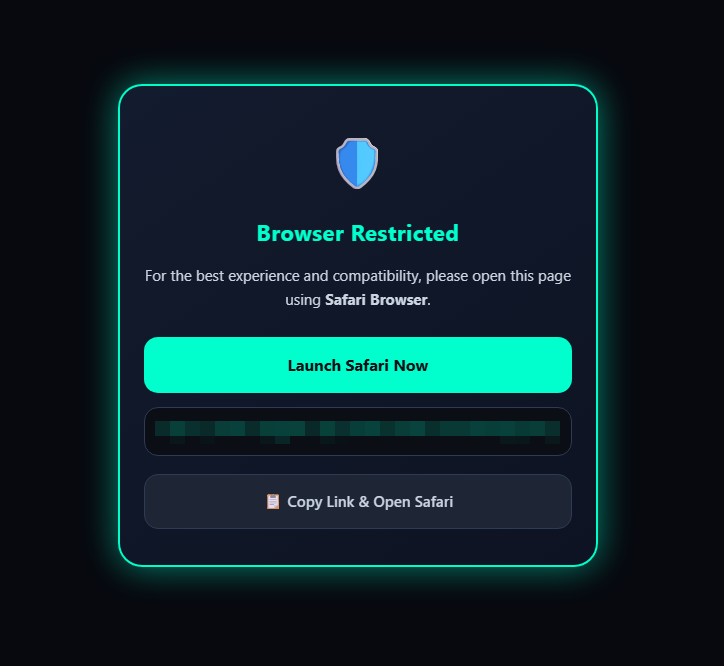 Browser Restricted
For the best experience and compatibility, please open this page
using Safari Browser.
Launch Safari Now
📋 Copy Link & Open Safari